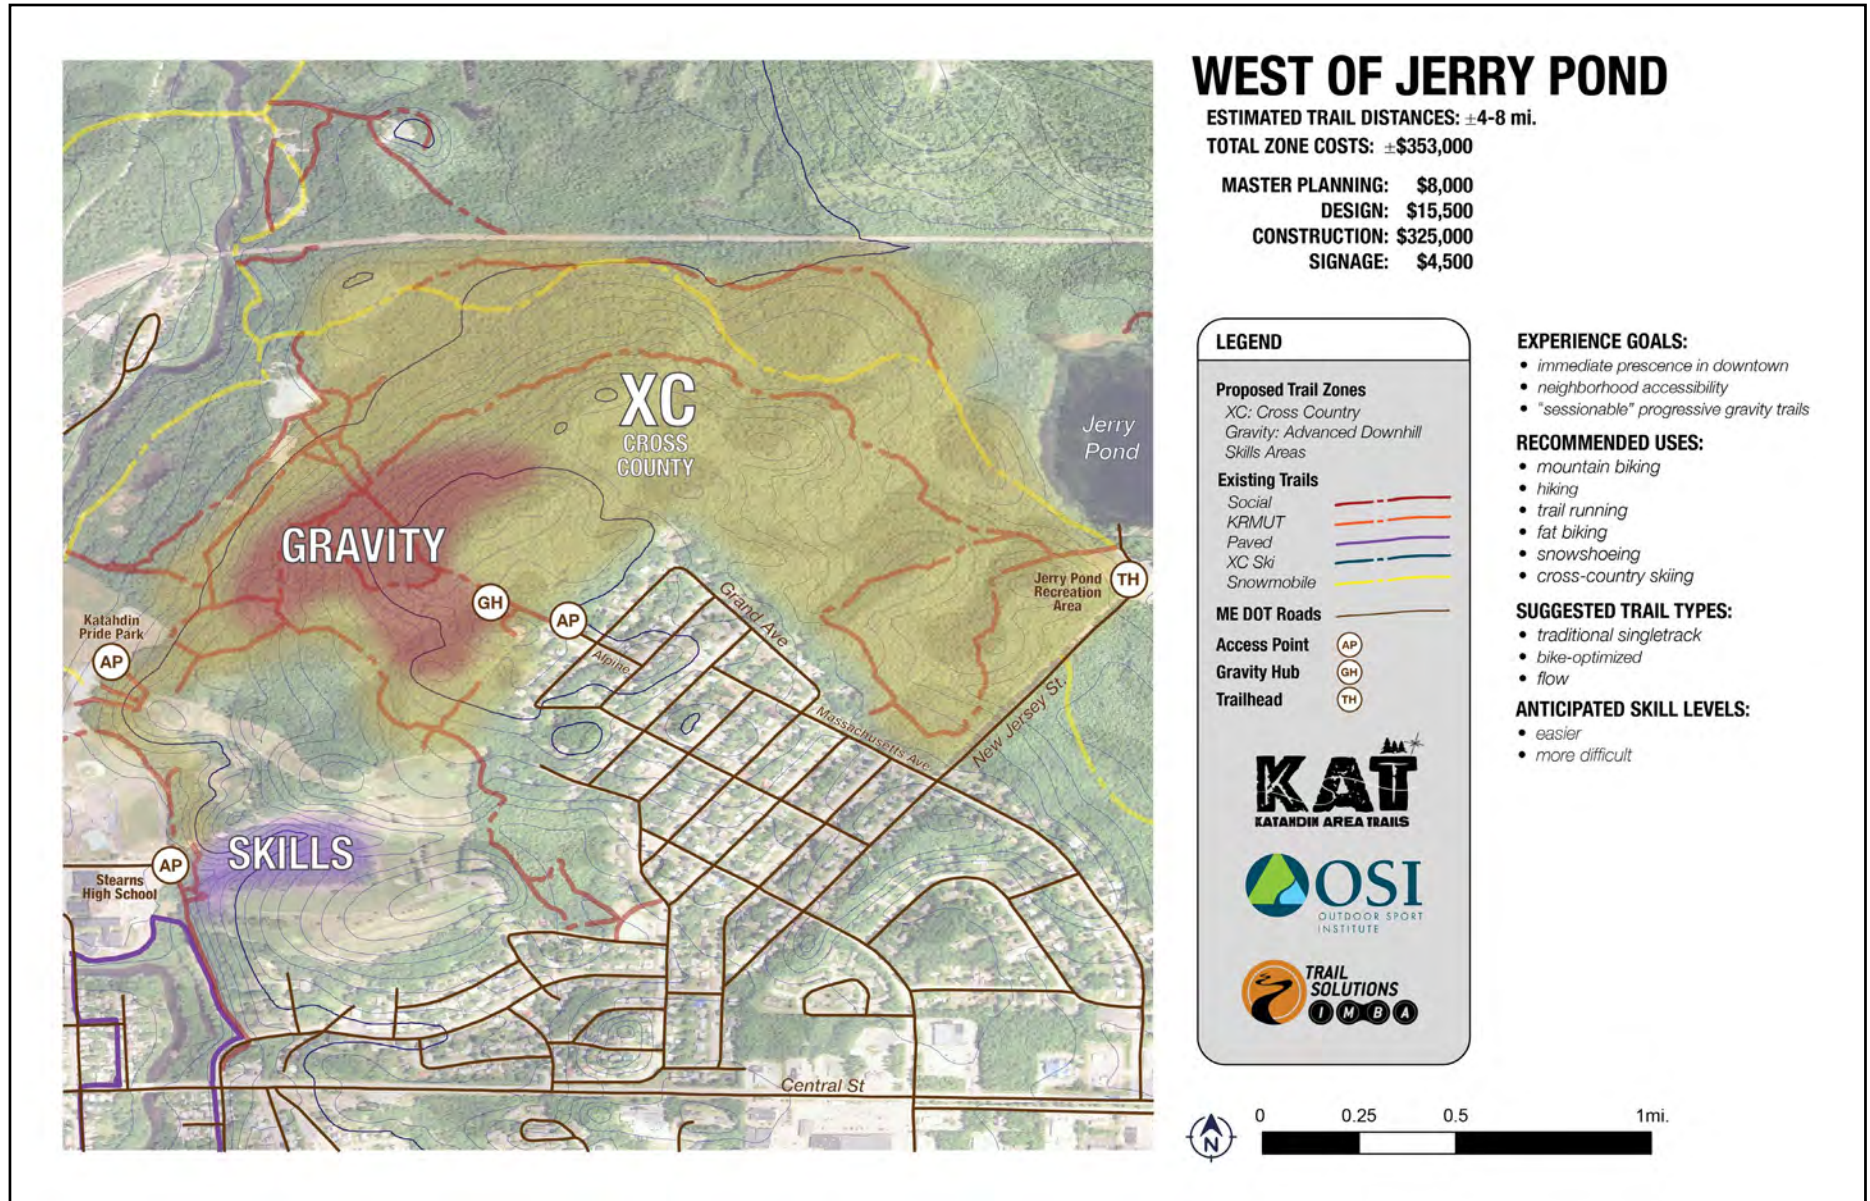 WEST OF JERRY POND
ESTIMATED TRAIL DISTANCES: ±4-8 mi.
TOTAL ZONE COSTS: ±$353,000
MASTER PLANNING: $8,000
DESIGN: $15,500
CONSTRUCTION: $325,000
SIGNAGE: $4,500
LEGEND
Proposed Trail Zones
XC: Cross Country
Gravity: Advanced Downhill
Skills Areas
Existing Trails
Social
KRMUT
Paved
XC Ski
Snowmobile
ME DOT Roads
Access Point AP
Gravity Hub GH
Trailhead TH
KAT
KATAHDIN AREA TRAILS
OSI
OUTDOOR SPORT
INSTITUTE
TRAIL
SOLUTIONS
IMBA
EXPERIENCE GOALS:
• immediate prescence in downtown
• neighborhood accessibility
• "sessionable" progressive gravity trails
RECOMMENDED USES:
• mountain biking
• hiking
• trail running
• fat biking
• snowshoeing
• cross-country skiing
SUGGESTED TRAIL TYPES:
• traditional singletrack
• bike-optimized
• flow
ANTICIPATED SKILL LEVELS:
• easier
• more difficult
N
0 0.25 0.5 1mi.
XC
CROSS
COUNTY
Jerry
Pond
GRAVITY
GH
AP
TH
Jerry Pond
Recreation
Area
Grand Ave
Alpine
Katahdin
Pride Park
AP
Massachusetts Ave
New Jersey St.
SKILLS
AP
Stearns
High School
Central St